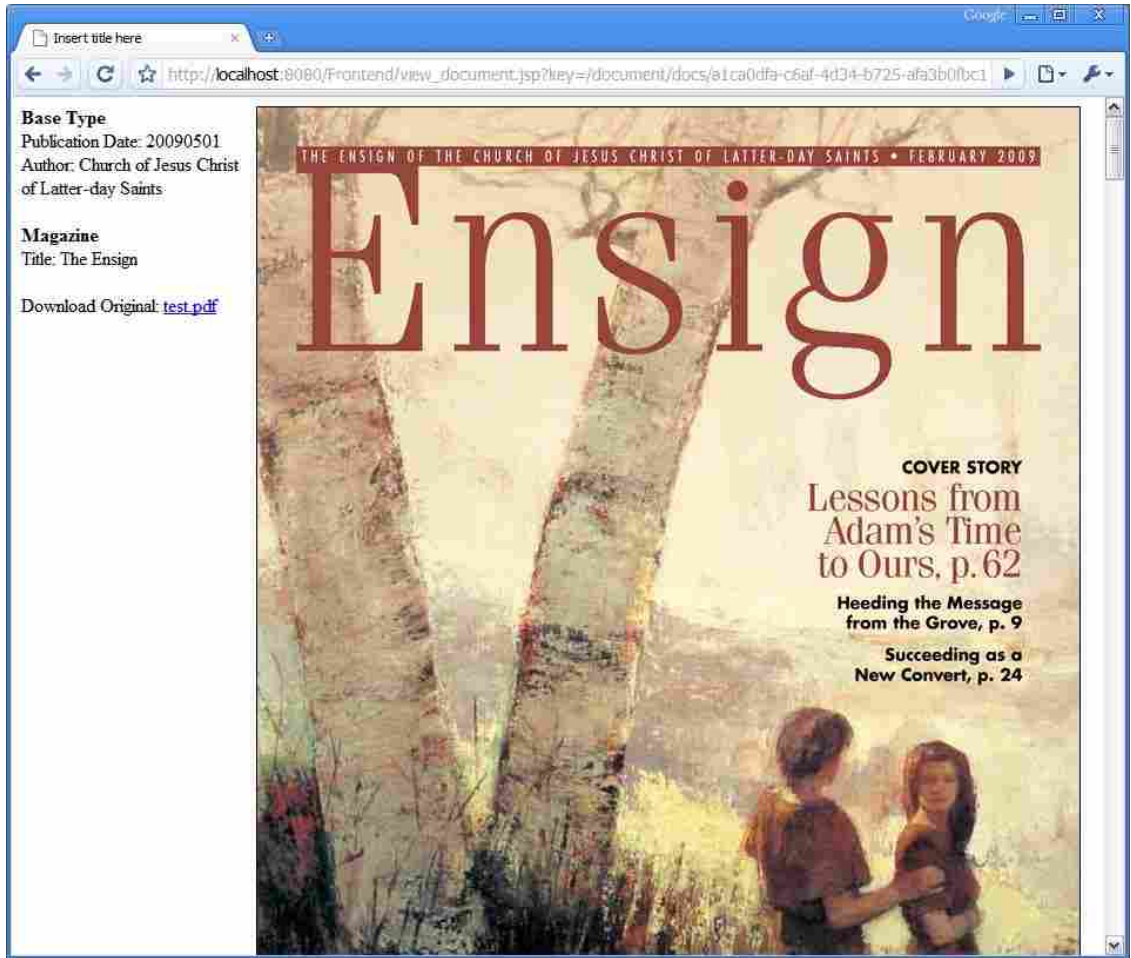 Google
Insert title here
http://localhost:8080/Frontend/view_document.jsp?key=/document/docs/a1ca0dfa-c6af-4d34-b725-afa3b0fbc1
Base Type
Publication Date: 20090501
Author: Church of Jesus Christ
of Latter-day Saints
Magazine
Title: The Ensign
Download Original: test.pdf
THE ENSIGN OF THE CHURCH OF JESUS CHRIST OF LATTER-DAY SAINTS • FEBRUARY 2009
Ensign
COVER STORY
Lessons from
Adam's Time
to Ours, p. 62
Heeding the Message
from the Grove, p. 9
Succeeding as a
New Convert, p. 24